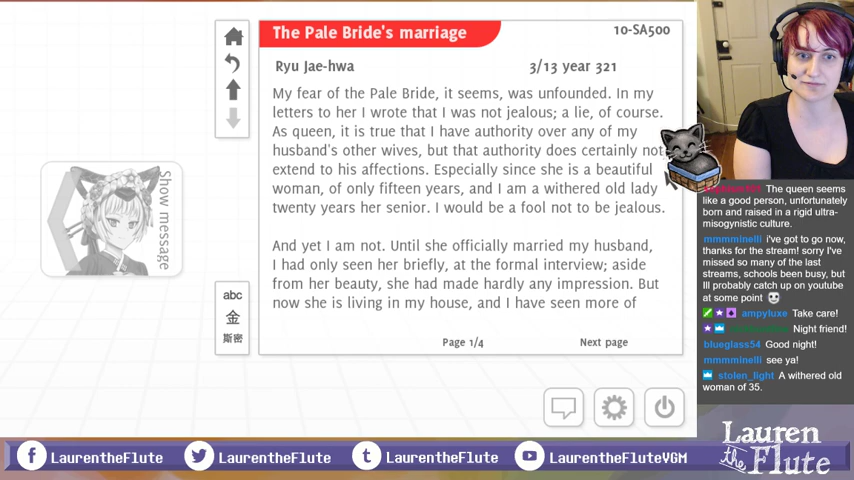 The Pale Bride's marriage
10-SA500
Ryu Jae-hwa
3/13 year 321
My fear of the Pale Bride, it seems, was unfounded. In my
letters to her I wrote that I was not jealous; a lie, of course.
As queen, it is true that I have authority over any of my
husband's other wives, but that authority does certainly not
extend to his affections. Especially since she is a beautiful
woman, of only fifteen years, and I am a withered old lady
twenty years her senior. I would be a fool not to be jealous.
And yet I am not. Until she officially married my husband,
I had only seen her briefly, at the formal interview; aside
from her beauty, she had made hardly any impression. But
now she is living in my house, and I have seen more of
Page 1/4
Next page
Show message
abc
金
斯密
The queen seems
like a good person, unfortunately
born and raised in a rigid ultra-
misogynistic culture.
mmmminelli i've got to go now,
thanks for the stream! sorry I've
missed so many of the last
streams, schools been busy, but
Ill probably catch up on youtube
at some point
ampyluxe Take care!
Night friend!
blueglass54 Good night!
mmmminelli see ya!
stolen_light A withered old
woman of 35.
LaurentheFlute
LaurentheFlute
LaurentheFlute
LaurentheFluteVGM
Lauren
the Flute